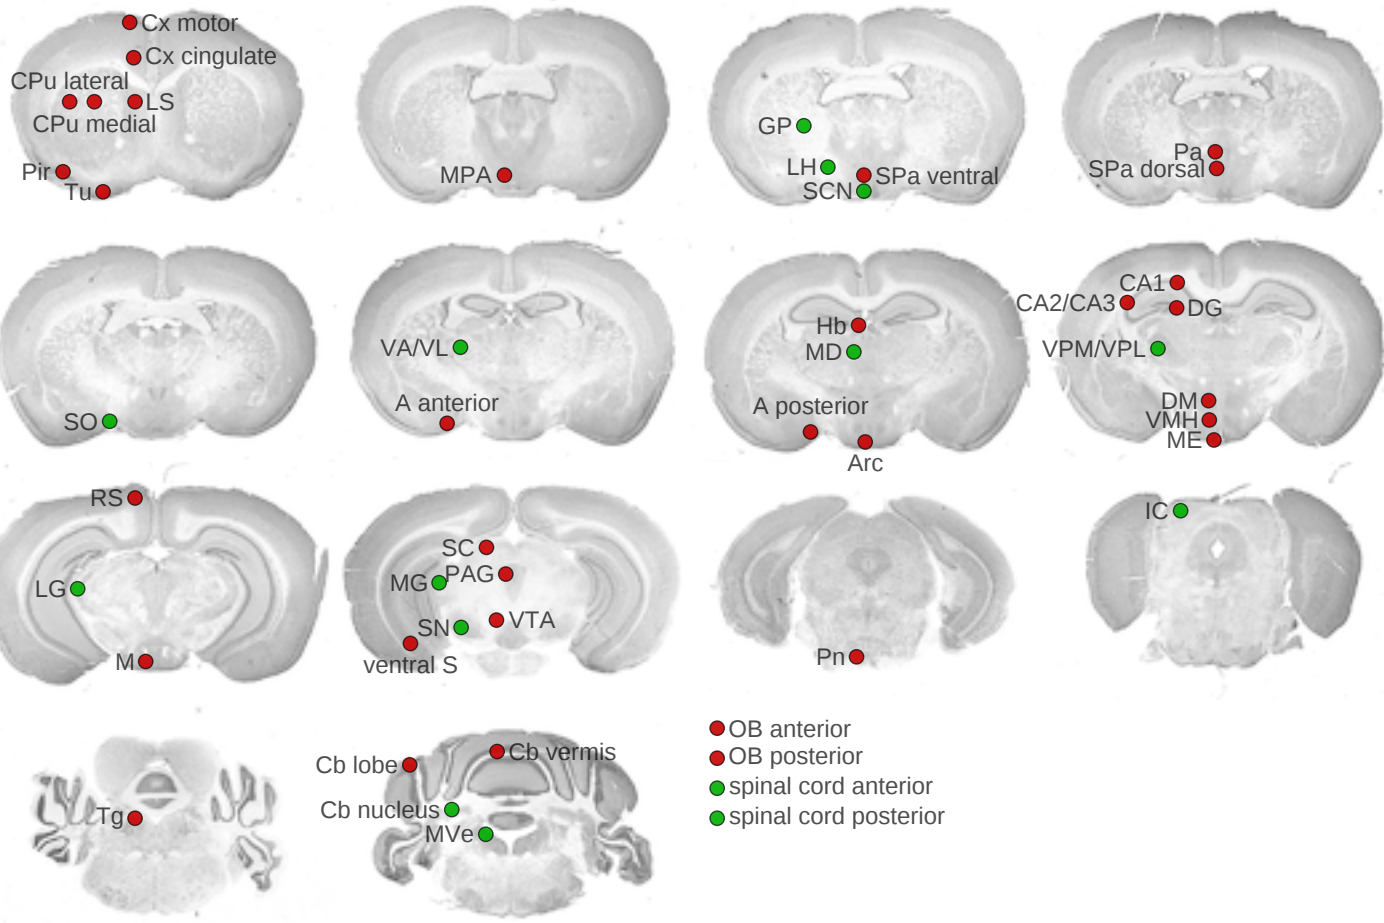 Cx motor
Cx cingulate
CPu lateral
LS
CPu medial
Pir
Tu
MPA
GP
LH
SPa ventral
SCN
Pa
SPa dorsal
SO
VA/VL
A anterior
Hb
MD
A posterior
Arc
CA1
CA2/CA3
DG
VPM/VPL
DM
VMH
ME
RS
LG
M
SC
MG
PAG
SN
VTA
ventral S
Pn
IC
Tg
Cb lobe
Cb vermis
Cb nucleus
MVe
OB anterior
OB posterior
spinal cord anterior
spinal cord posterior